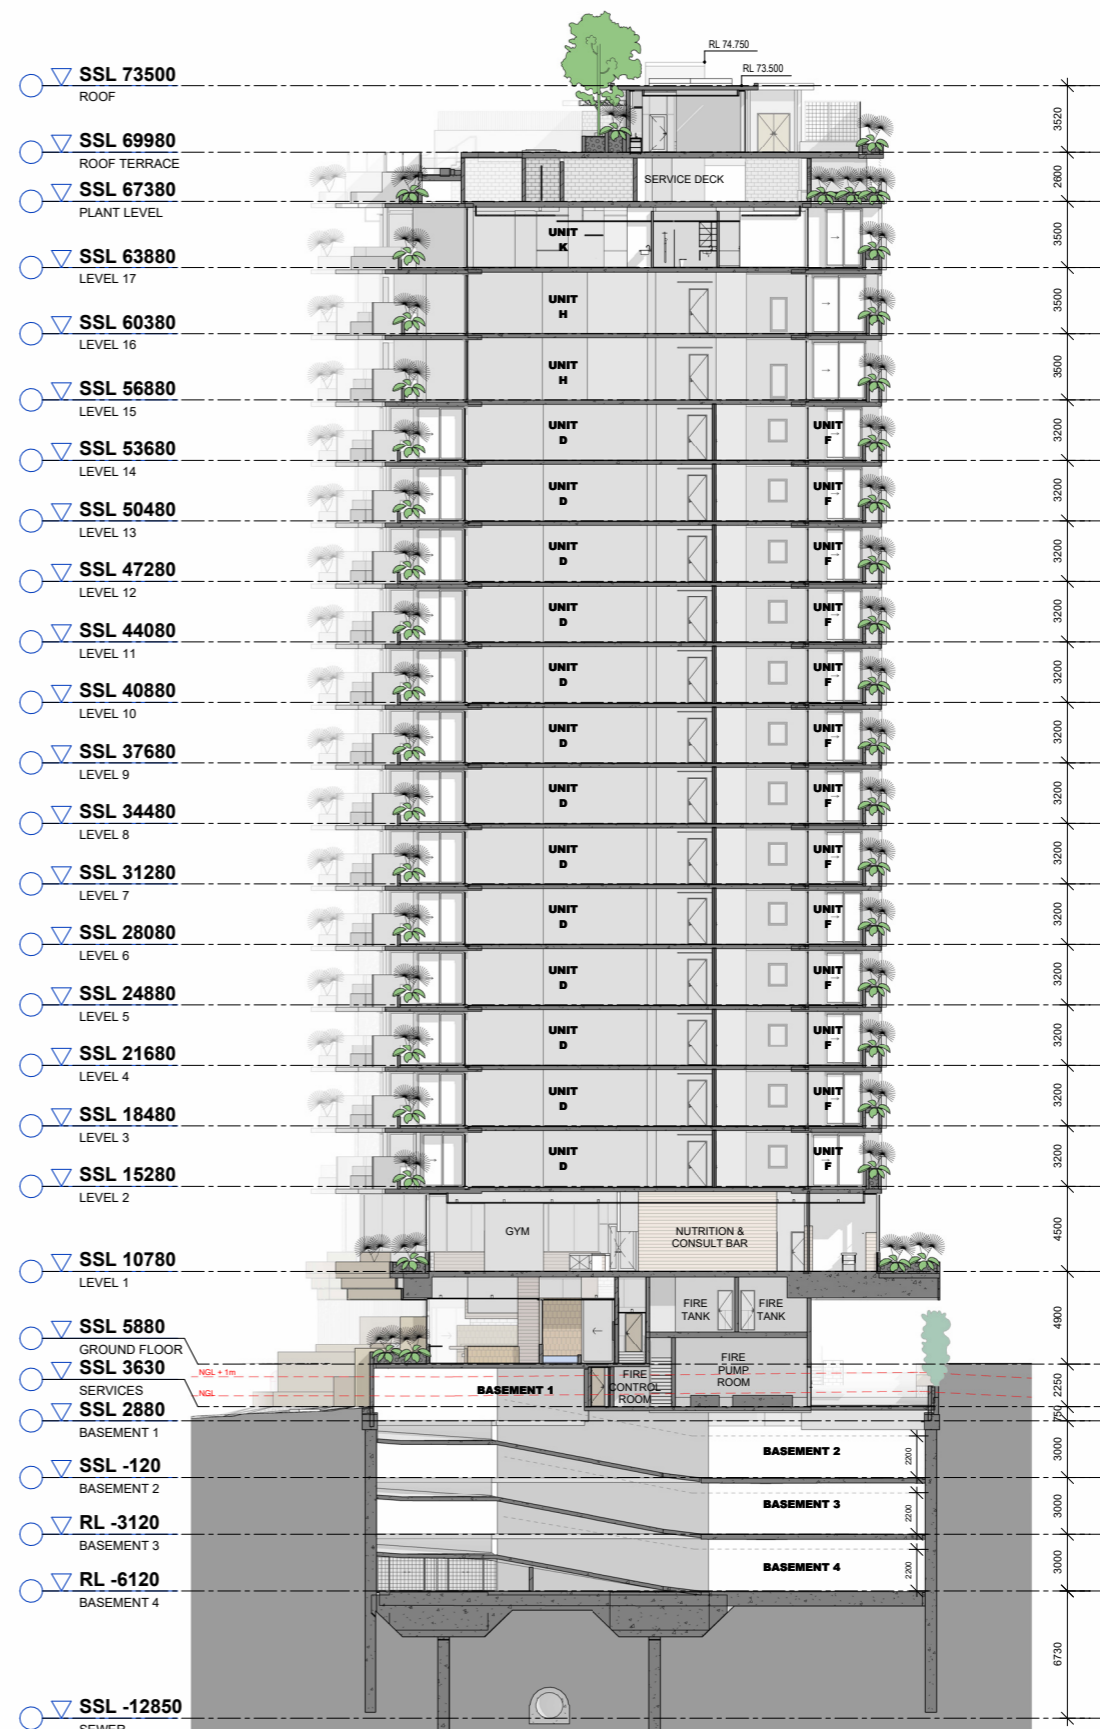 RL 74.750
SSL 73500
RL 73.500
ROOF
3520
SSL 69980
ROOF TERRACE
2600
SERVICE DECK
SSL 67380
PLANT LEVEL
3500
UNIT
K
SSL 63880
LEVEL 17
3500
UNIT
H
SSL 60380
LEVEL 16
3500
UNIT
H
SSL 56880
LEVEL 15
3200
UNIT
D
UNIT
F
SSL 53680
LEVEL 14
3200
UNIT
D
UNIT
F
SSL 50480
LEVEL 13
3200
UNIT
D
UNIT
F
SSL 47280
LEVEL 12
3200
UNIT
D
UNIT
F
SSL 44080
LEVEL 11
3200
UNIT
D
UNIT
F
SSL 40880
LEVEL 10
3200
UNIT
D
UNIT
F
SSL 37680
LEVEL 9
3200
UNIT
D
UNIT
F
SSL 34480
LEVEL 8
3200
UNIT
D
UNIT
F
SSL 31280
LEVEL 7
3200
UNIT
D
UNIT
F
SSL 28080
LEVEL 6
3200
UNIT
D
UNIT
F
SSL 24880
LEVEL 5
3200
UNIT
D
UNIT
F
SSL 21680
LEVEL 4
3200
UNIT
D
UNIT
F
SSL 18480
LEVEL 3
3200
UNIT
D
UNIT
F
SSL 15280
LEVEL 2
4500
GYM
NUTRITION &
CONSULT BAR
SSL 10780
LEVEL 1
4900
FIRE
TANK
FIRE
TANK
SSL 5880
GROUND FLOOR
FIRE
PUMP
ROOM
SSL 3630
SERVICES
NGL + 1m
NGL
FIRE
CONTROL
ROOM
BASEMENT 1
2250
750
SSL 2880
BASEMENT 1
3000
BASEMENT 2
2200
SSL -120
BASEMENT 2
3000
BASEMENT 3
2200
RL -3120
BASEMENT 3
3000
BASEMENT 4
2200
RL -6120
BASEMENT 4
6730
SSL -12850
SEWER